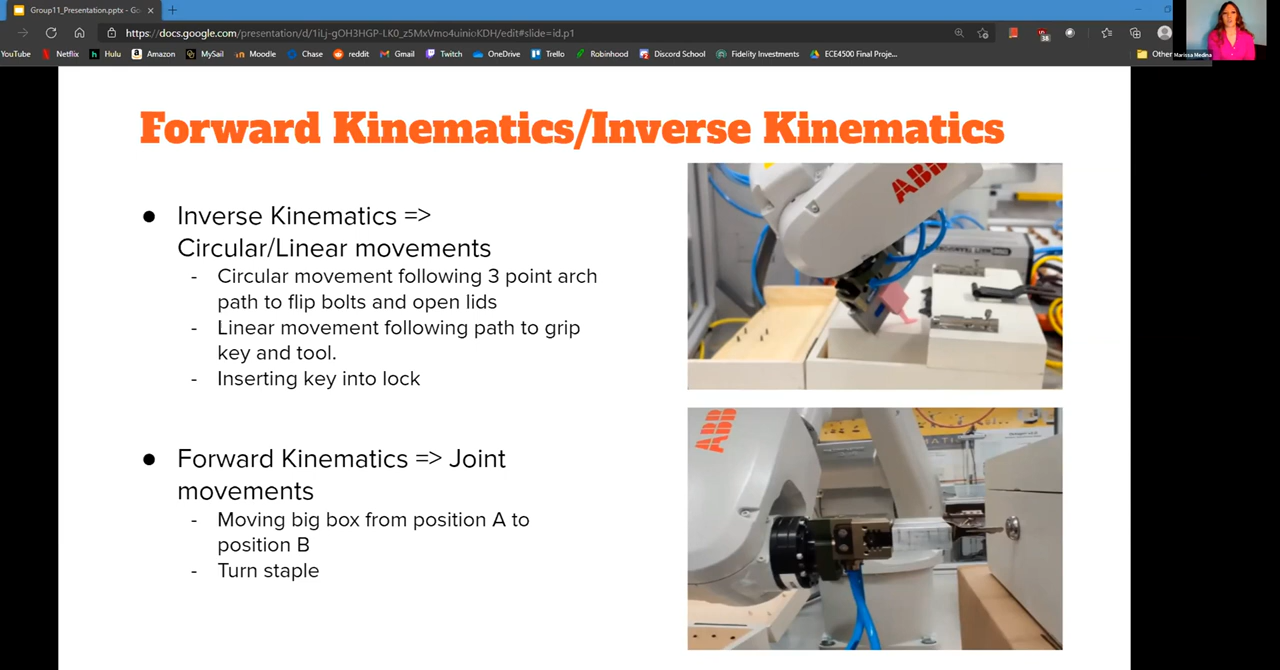 Group11_Presentation.pptx - Go
https://docs.google.com/presentation/d/1iLj-gOH3HGP-LK0_z5MxVmo4uinioKDH/edit#slide=id.p1
YouTube Netflix Hulu Amazon MySail Moodle Chase reddit Gmail Twitch OneDrive Trello Robinhood Discord School Fidelity Investments ECE4500 Final Proje... Other
Marissa Medina
38
Forward Kinematics/Inverse Kinematics
● Inverse Kinematics =>
Circular/Linear movements
- Circular movement following 3 point arch
path to flip bolts and open lids
- Linear movement following path to grip
key and tool.
- Inserting key into lock
● Forward Kinematics => Joint
movements
- Moving big box from position A to
position B
- Turn staple
ABB
ABB